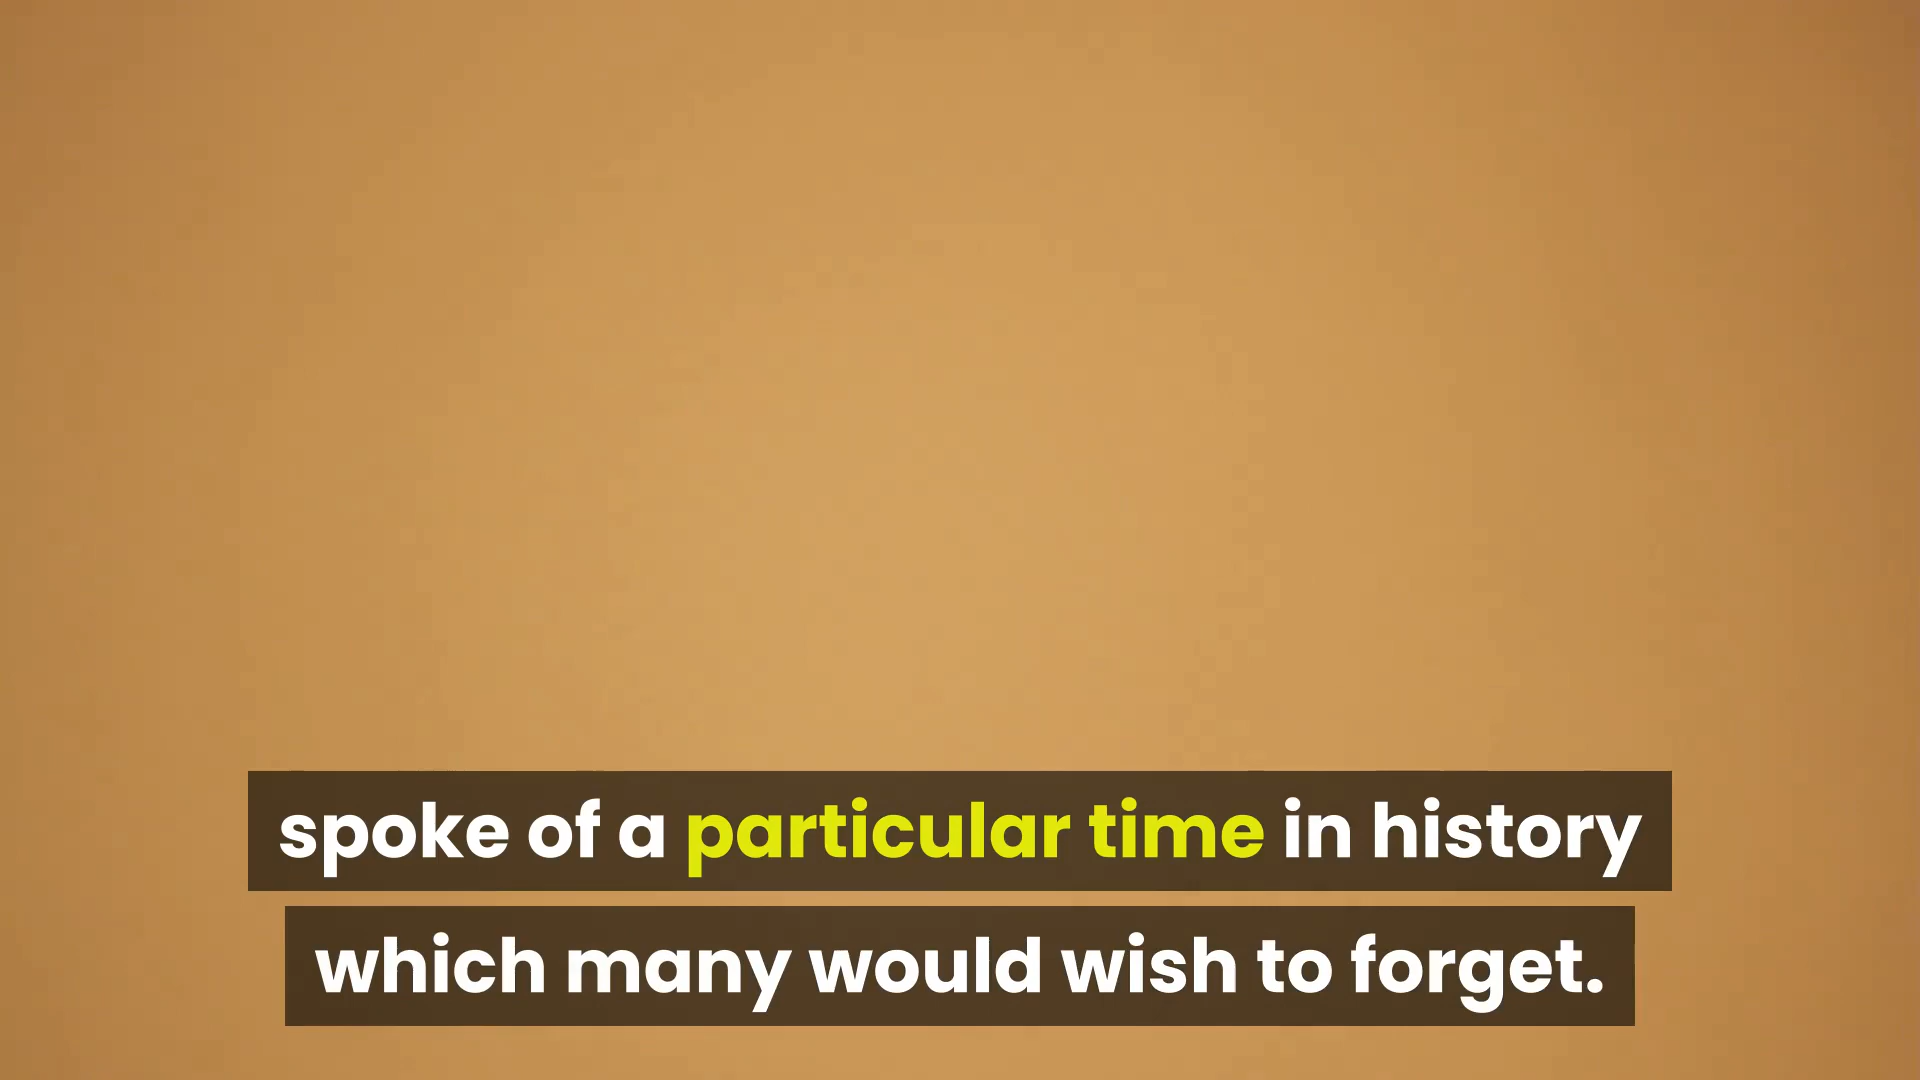 spoke of a particular time in history
which many would wish to forget.